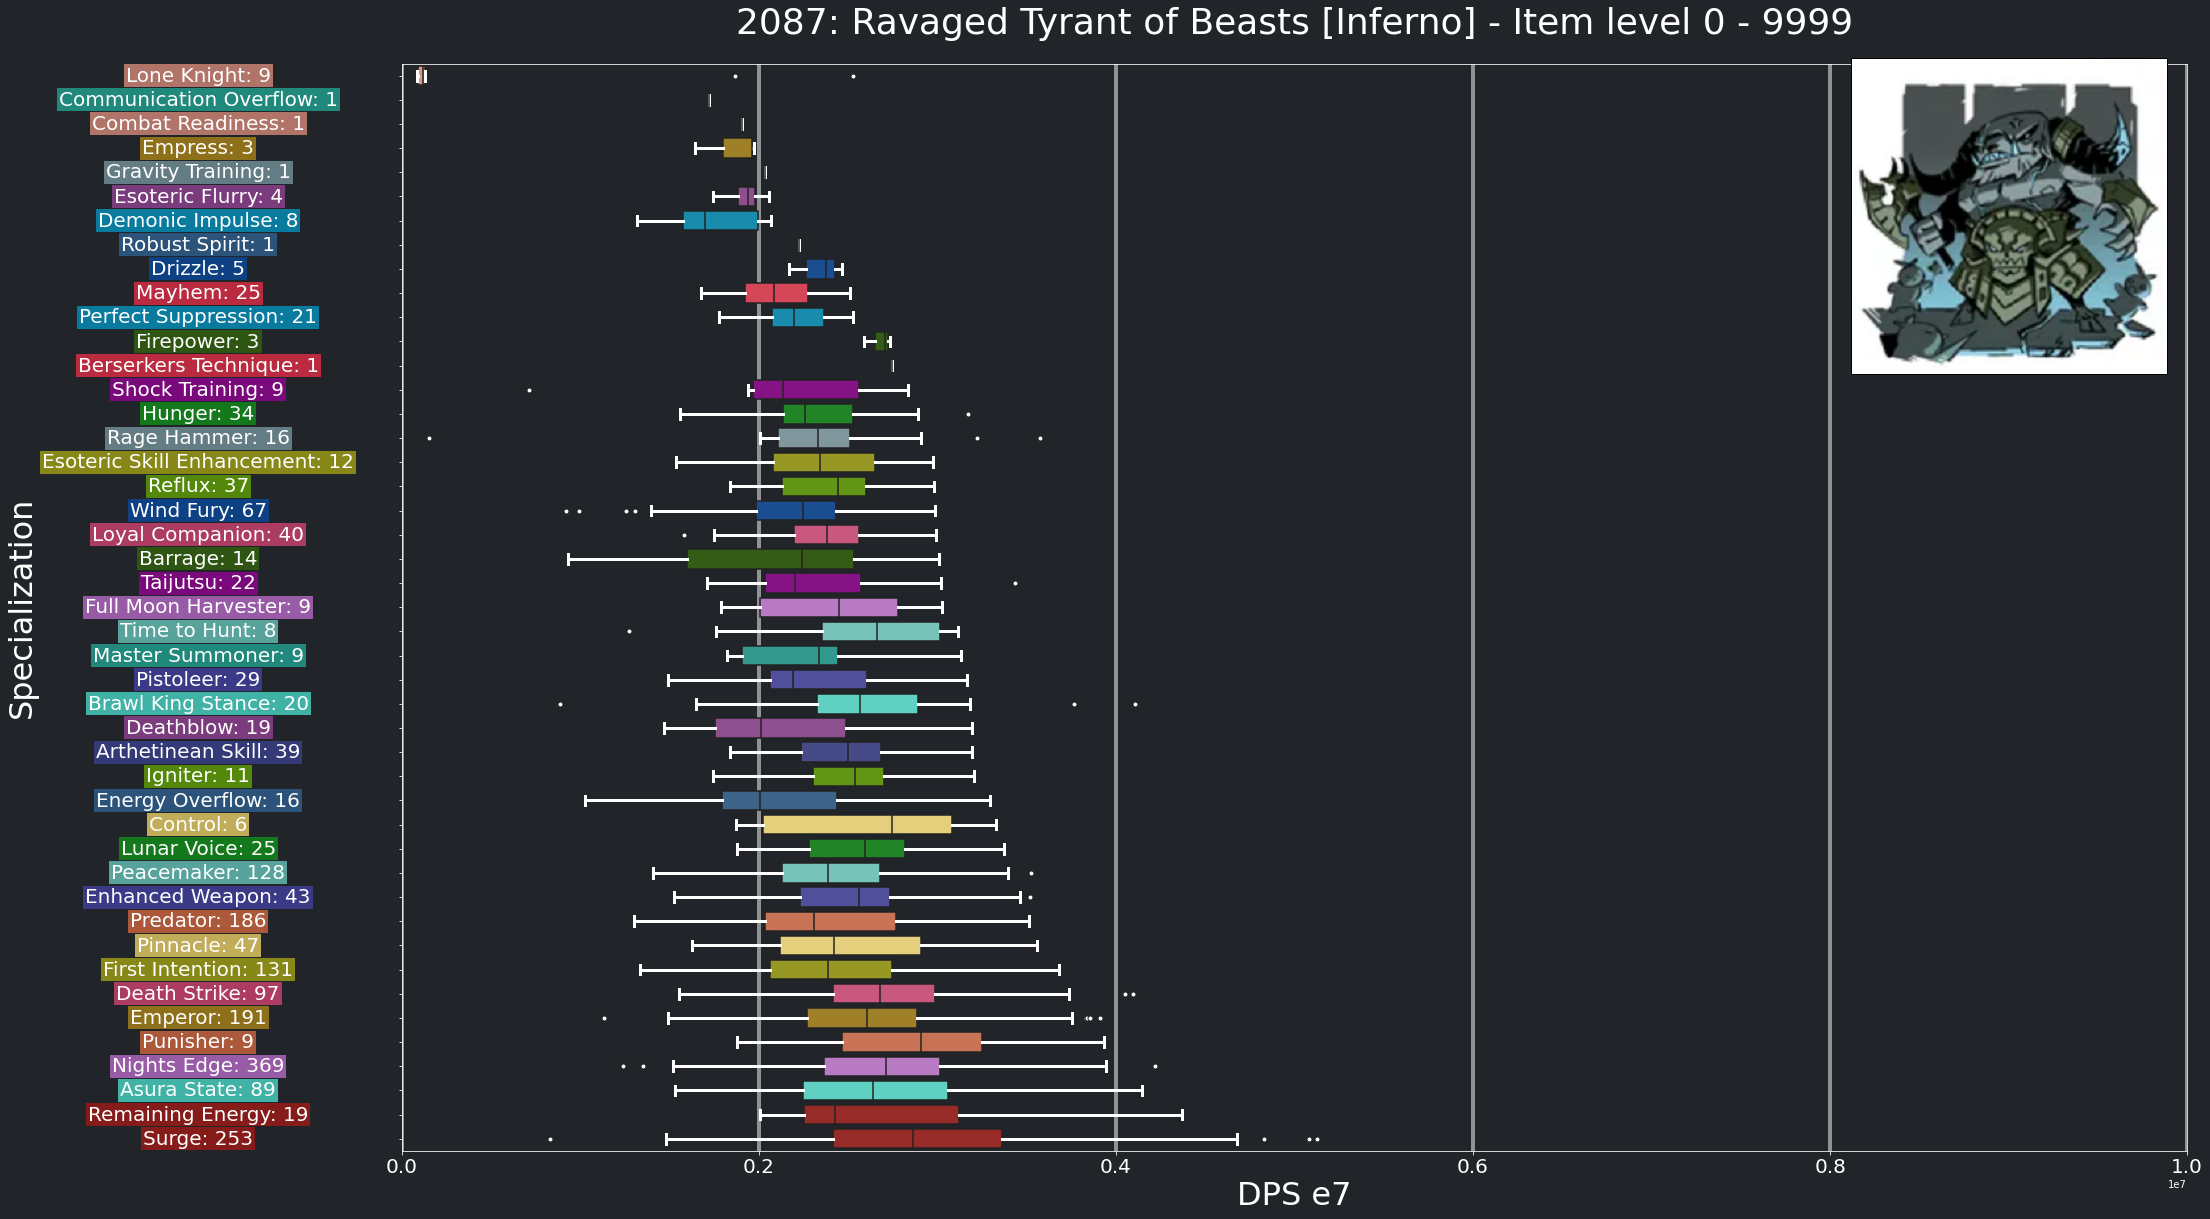 2087: Ravaged Tyrant of Beasts [Inferno] - Item level 0 - 9999
Lone Knight: 9
Communication Overflow: 1
Combat Readiness: 1
Empress: 3
Gravity Training: 1
Esoteric Flurry: 4
Demonic Impulse: 8
Robust Spirit: 1
Drizzle: 5
Mayhem: 25
Perfect Suppression: 21
Firepower: 3
Berserkers Technique: 1
Shock Training: 9
Hunger: 34
Rage Hammer: 16
Esoteric Skill Enhancement: 12
Reflux: 37
Wind Fury: 67
Loyal Companion: 40
Barrage: 14
Taijutsu: 22
Full Moon Harvester: 9
Time to Hunt: 8
Master Summoner: 9
Pistoleer: 29
Brawl King Stance: 20
Deathblow: 19
Arthetinean Skill: 39
Igniter: 11
Energy Overflow: 16
Control: 6
Lunar Voice: 25
Peacemaker: 128
Enhanced Weapon: 43
Predator: 186
Pinnacle: 47
First Intention: 131
Death Strike: 97
Emperor: 191
Punisher: 9
Nights Edge: 369
Asura State: 89
Remaining Energy: 19
Surge: 253
Specialization
0.0 0.2 0.4 0.6 0.8 1.0
1e7
DPS e7